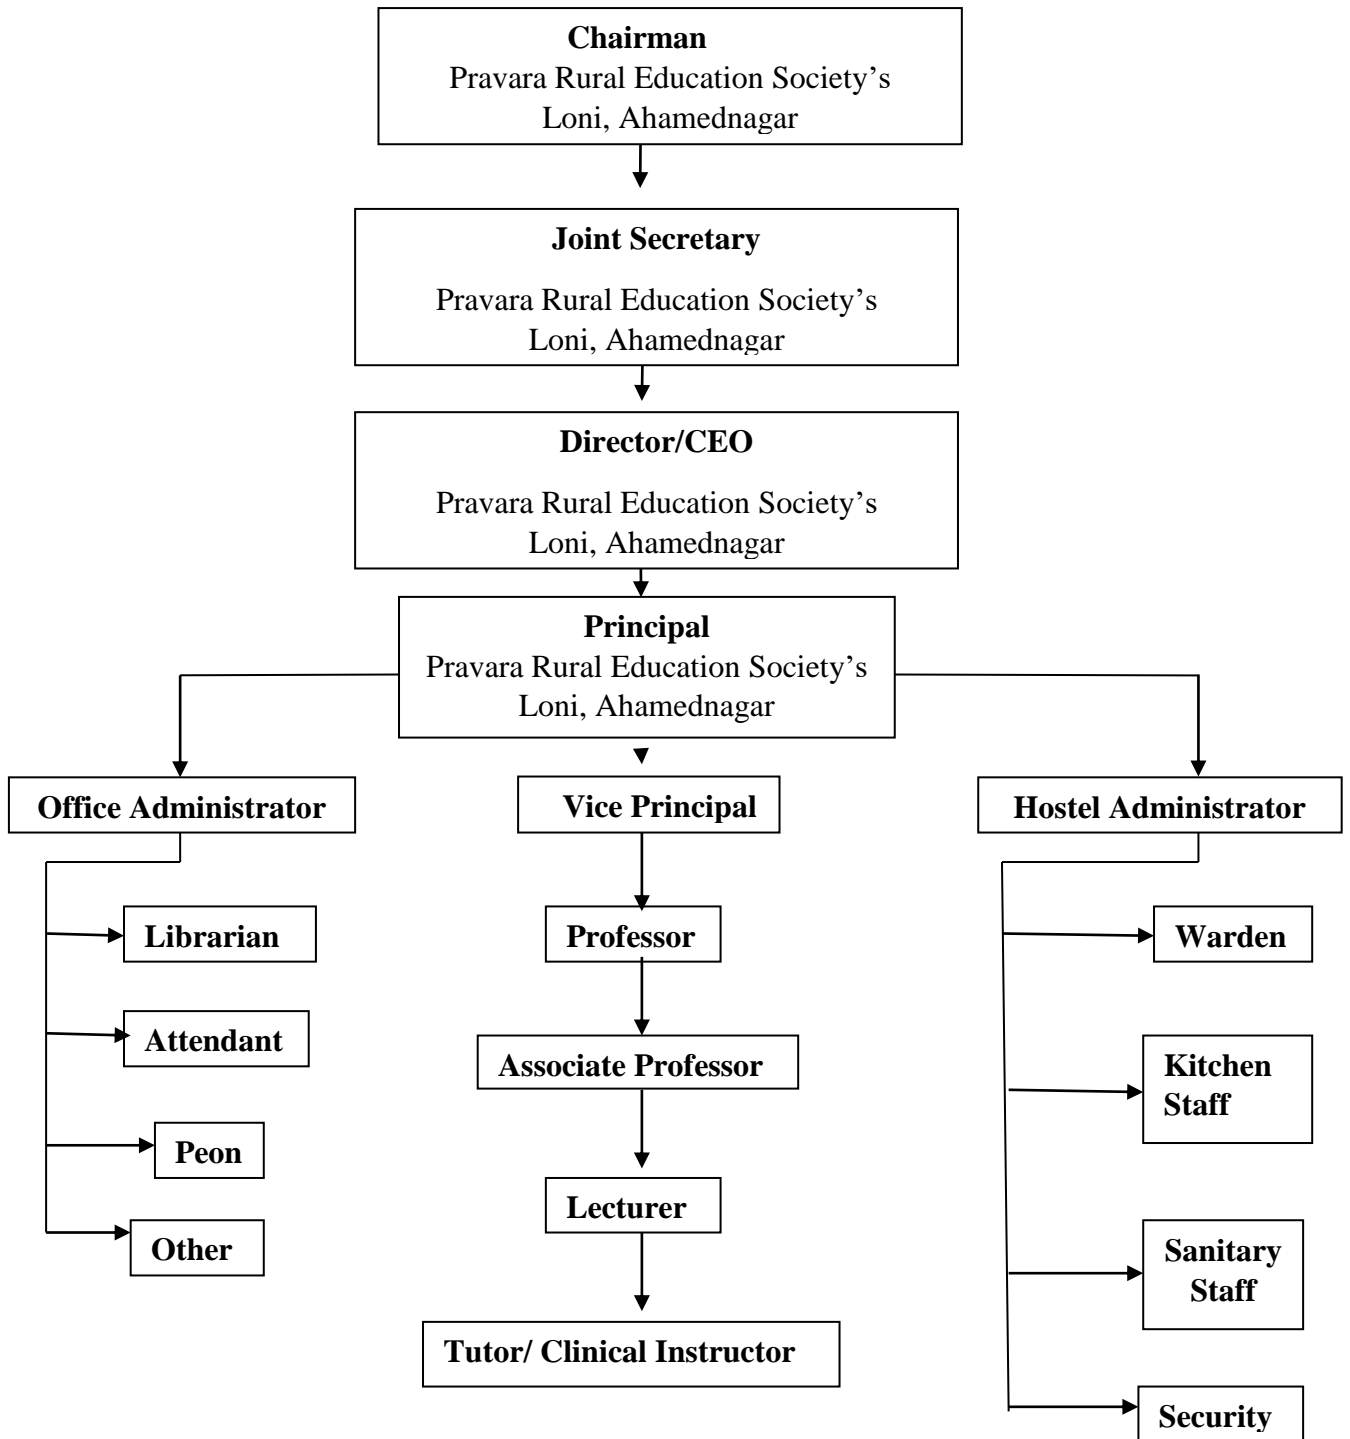 Chairman
Pravara Rural Education Society’s
Loni, Ahamednagar
Joint Secretary
Pravara Rural Education Society’s
Loni, Ahamednagar
Director/CEO
Pravara Rural Education Society’s
Loni, Ahamednagar
Principal
Pravara Rural Education Society’s
Loni, Ahamednagar
Office Administrator
Vice Principal
Hostel Administrator
Librarian
Professor
Warden
Attendant
Associate Professor
Kitchen
Staff
Peon
Lecturer
Other
Sanitary
Staff
Tutor/ Clinical Instructor
Security